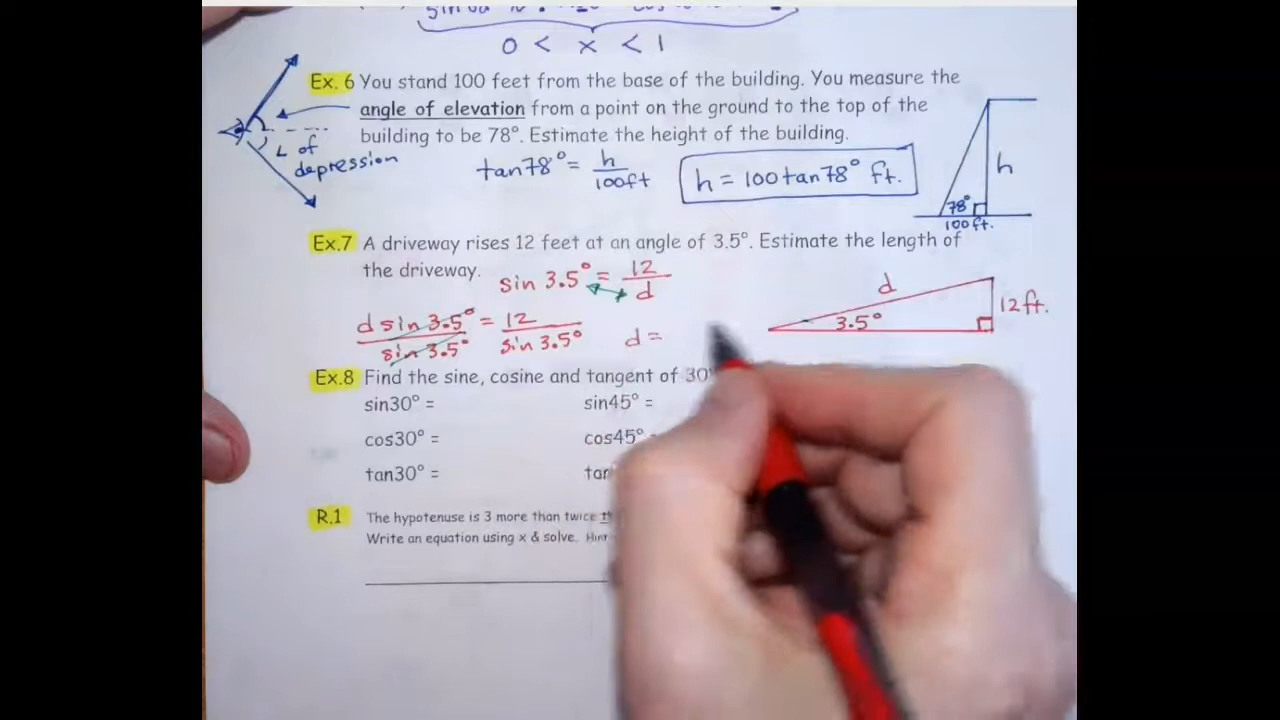 0 < x < 1
Ex. 6 You stand 100 feet from the base of the building. You measure the
angle of elevation from a point on the ground to the top of the
building to be 78°. Estimate the height of the building.
∠ of
depression
tan78° = h/100ft
h = 100tan78° ft.
h
78°
100ft.
Ex.7 A driveway rises 12 feet at an angle of 3.5°. Estimate the length of
the driveway.
sin 3.5° = 12/d
d
12ft.
3.5°
d sin 3.5°/sin 3.5° = 12/sin 3.5°
d =
Ex.8 Find the sine, cosine and tangent of 30°
sin30° =
sin45° =
cos30° =
cos45° =
tan30° =
R.1 The hypotenuse is 3 more than twice
Write an equation using x & solve.